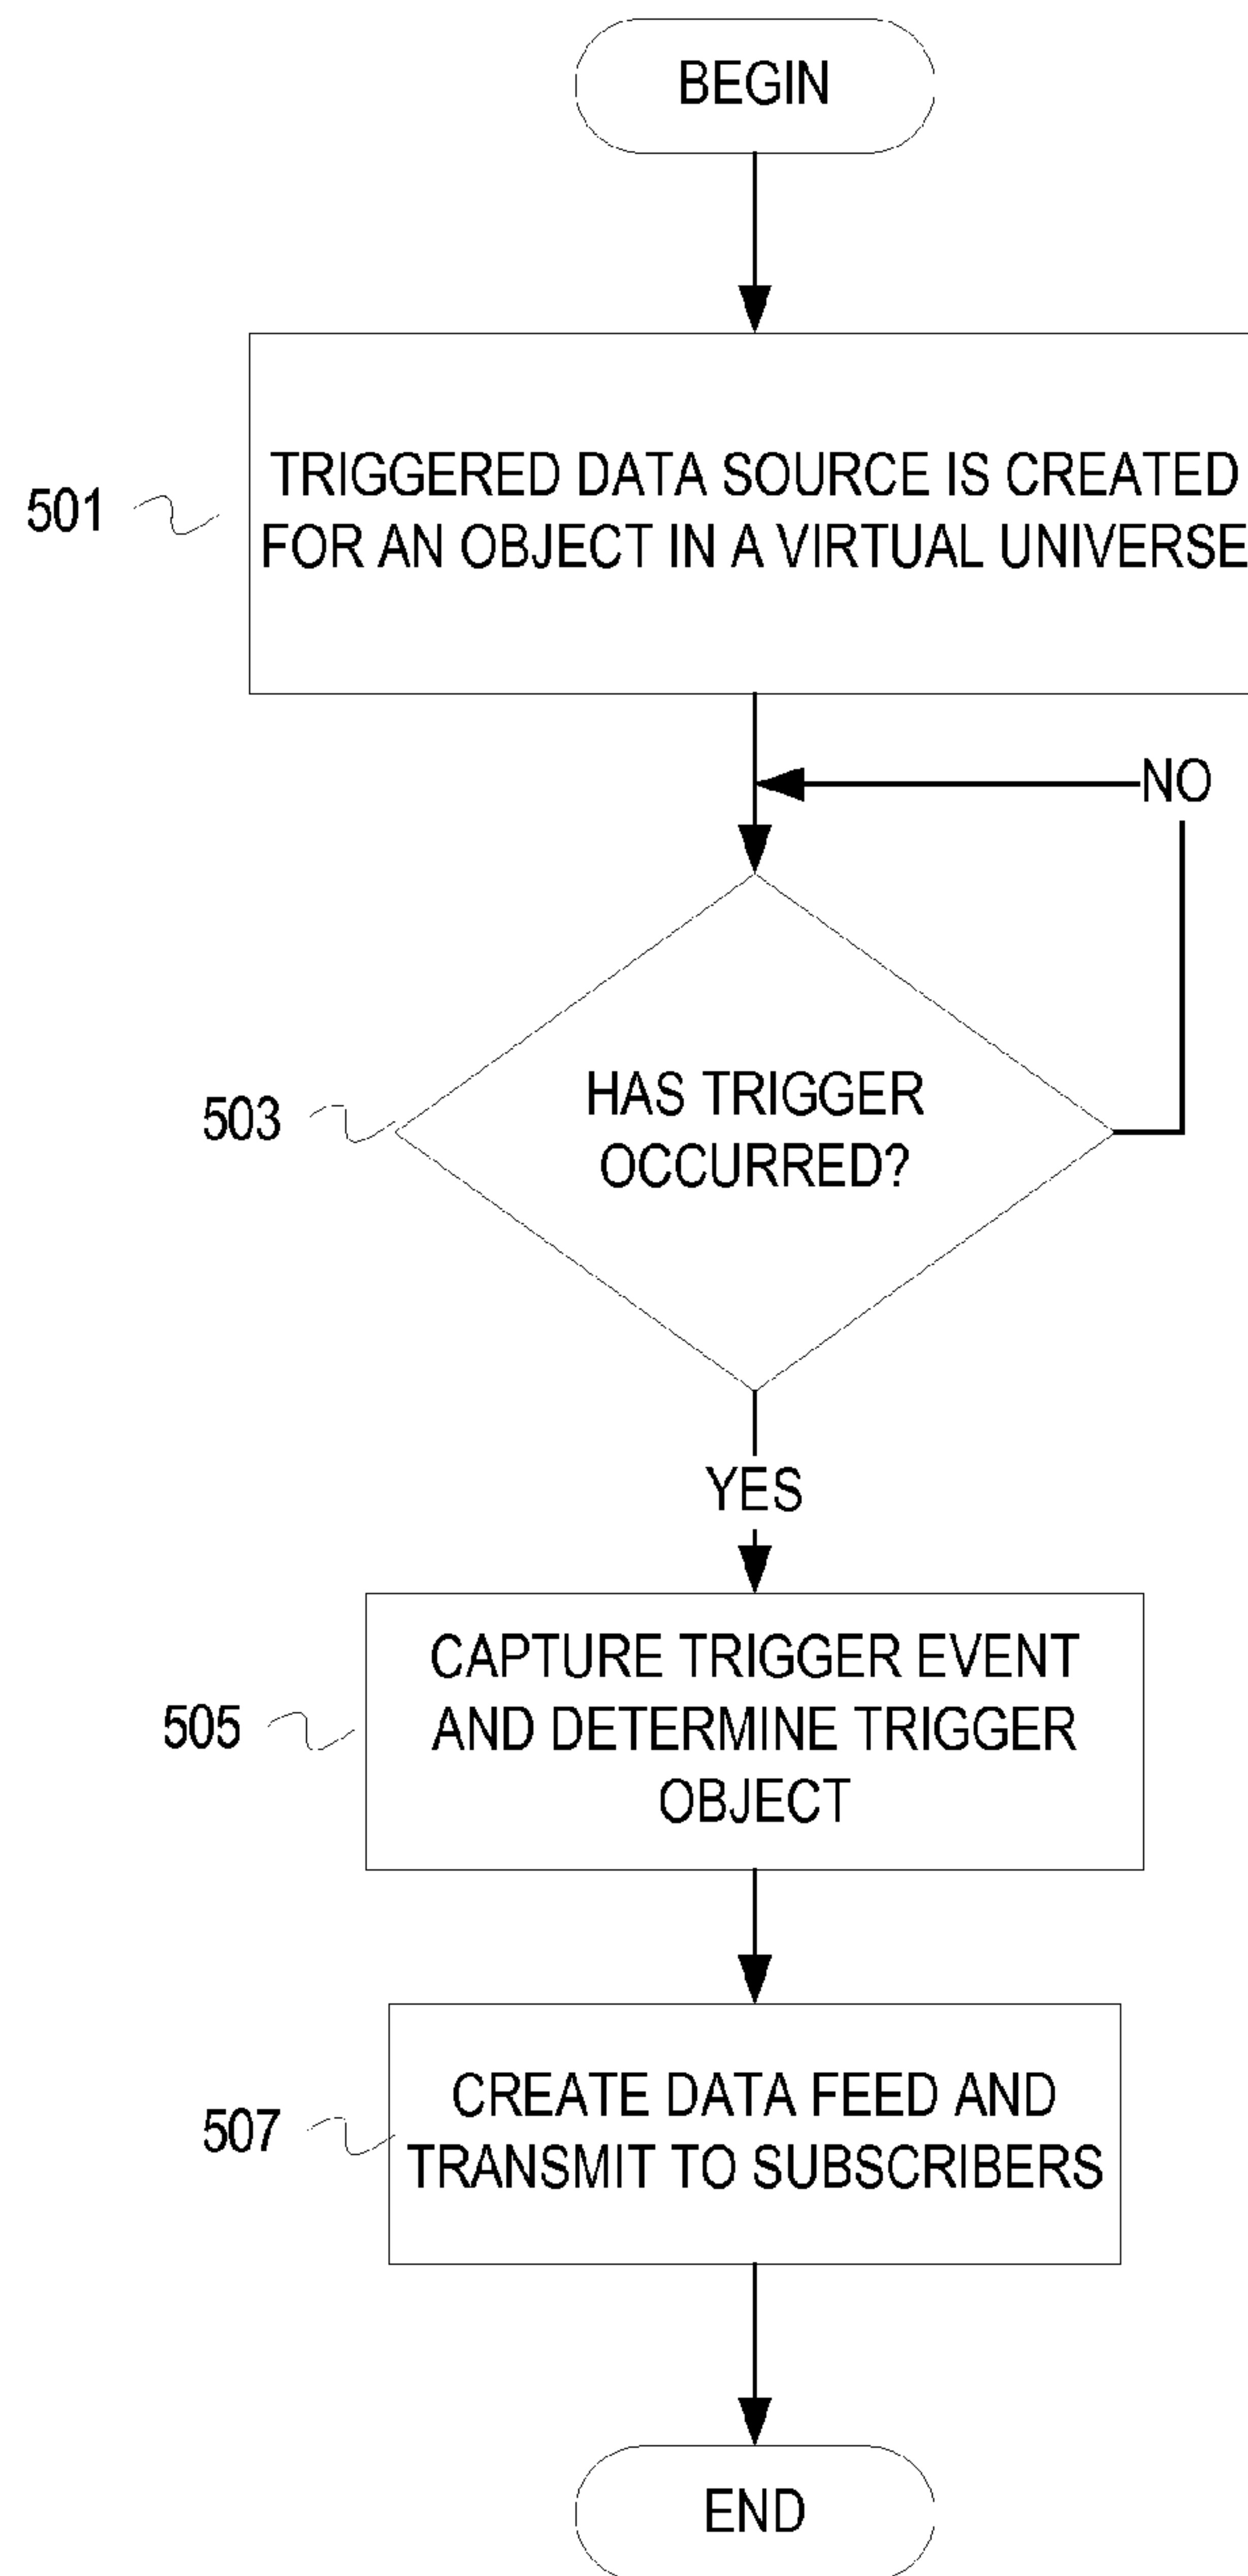 BEGIN
501
TRIGGERED DATA SOURCE IS CREATED
FOR AN OBJECT IN A VIRTUAL UNIVERSE
NO
503
HAS TRIGGER
OCCURRED?
YES
505
CAPTURE TRIGGER EVENT
AND DETERMINE TRIGGER
OBJECT
507
CREATE DATA FEED AND
TRANSMIT TO SUBSCRIBERS
END